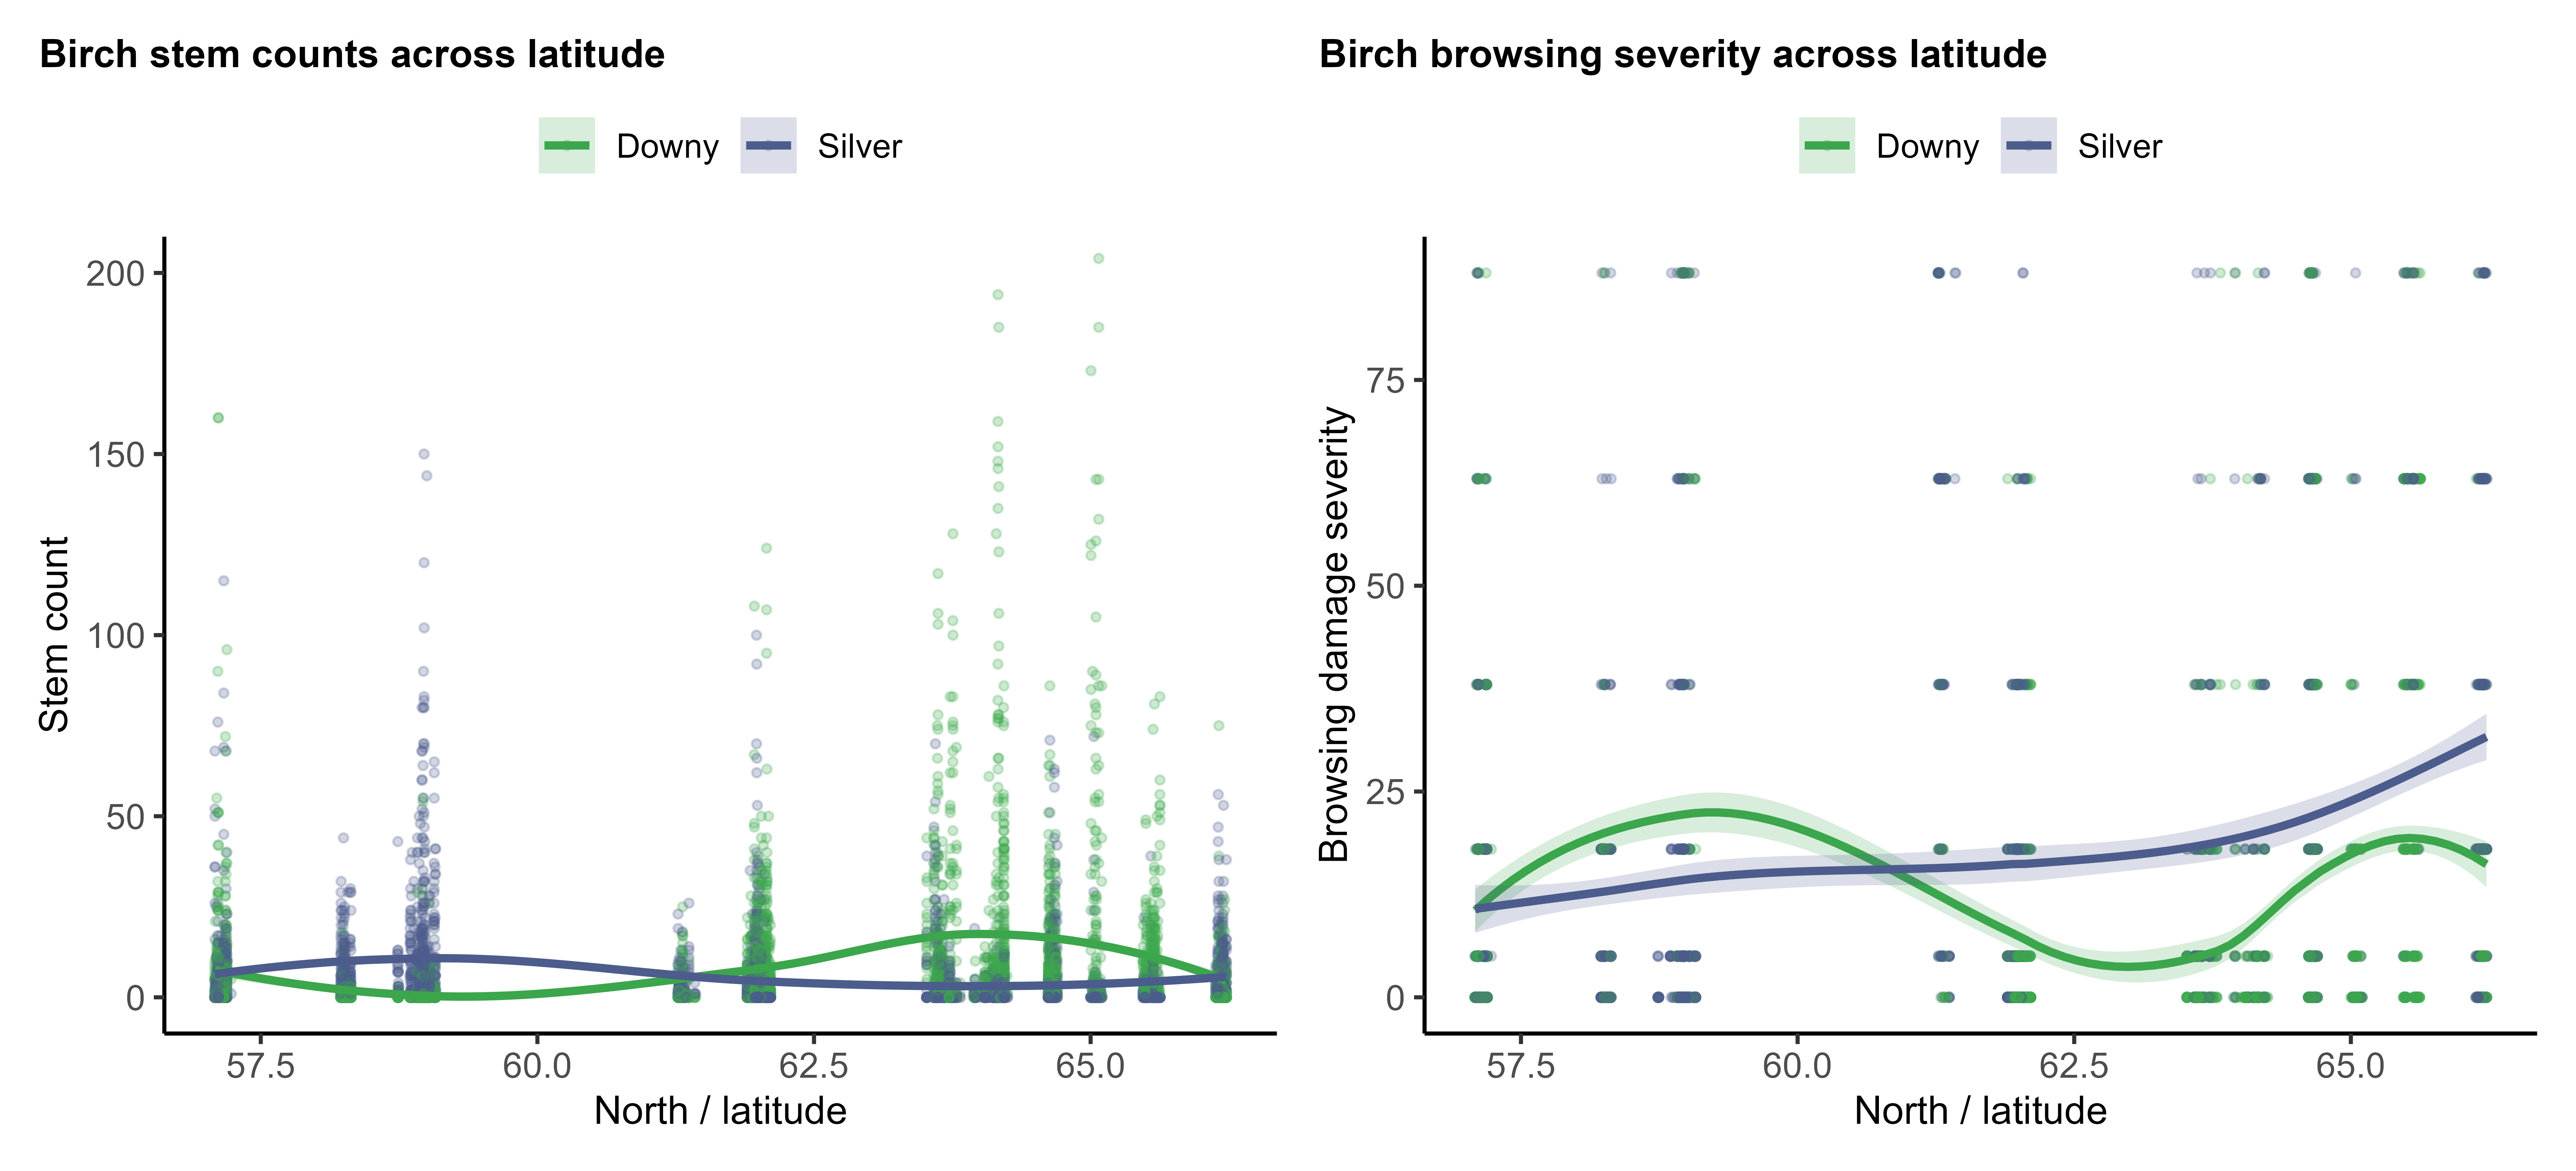 Birch stem counts across latitude
Downy
Silver
Stem count
200
150
100
50
0
57.5
60.0
62.5
65.0
North / latitude
Birch browsing severity across latitude
Downy
Silver
Browsing damage severity
75
50
25
0
57.5
60.0
62.5
65.0
North / latitude